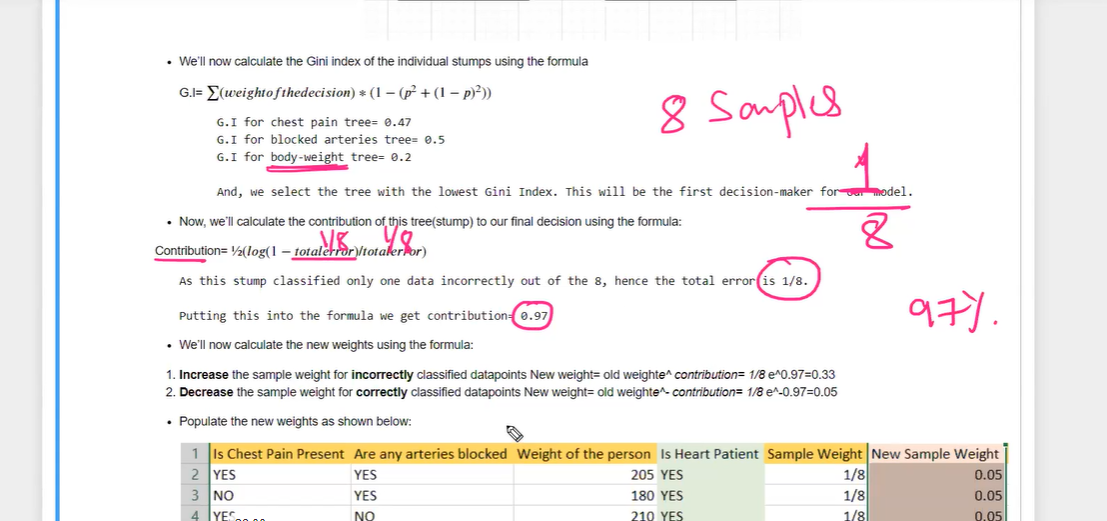 • We'll now calculate the Gini index of the individual stumps using the formula
G.I= ∑(weightofthedecision) * (1 − (p² + (1 − p)²))
8 Samples
G.I for chest pain tree= 0.47
G.I for blocked arteries tree= 0.5
G.I for body-weight tree= 0.2
1
And, we select the tree with the lowest Gini Index. This will be the first decision-maker for our model.
8
• Now, we'll calculate the contribution of this tree(stump) to our final decision using the formula:
1/8 1/8
Contribution= ½(log(1 − totalerror)/totalerror)
As this stump classified only one data incorrectly out of the 8, hence the total error is 1/8.
Putting this into the formula we get contribution= 0.97
97%.
• We'll now calculate the new weights using the formula:
1. Increase the sample weight for incorrectly classified datapoints New weight= old weighte^ contribution= 1/8 e^0.97=0.33
2. Decrease the sample weight for correctly classified datapoints New weight= old weighte^- contribution= 1/8 e^-0.97=0.05
• Populate the new weights as shown below:
1 Is Chest Pain Present Are any arteries blocked Weight of the person Is Heart Patient Sample Weight New Sample Weight
2 YES YES 205 YES 1/8 0.05
3 NO YES 180 YES 1/8 0.05
4 YES NO 210 YES 1/8 0.05